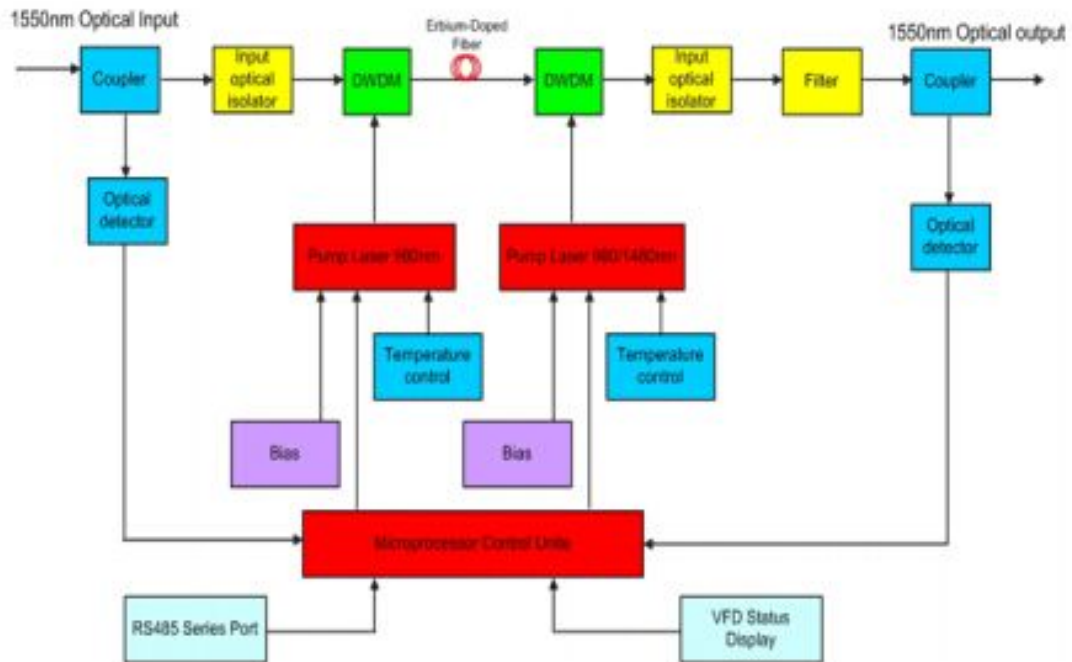 1550nm Optical Input
1550nm Optical output
Erbium-Doped
Fiber
Coupler
Input
optical
isolator
DWDM
DWDM
Input
optical
isolator
Filter
Coupler
Optical
detector
Optical
detector
Pump Laser 980nm
Pump Laser 980/1480nm
Temperature
control
Temperature
control
Bias
Bias
Microprocessor Control Units
RS485 Series Port
VFD Status
Display